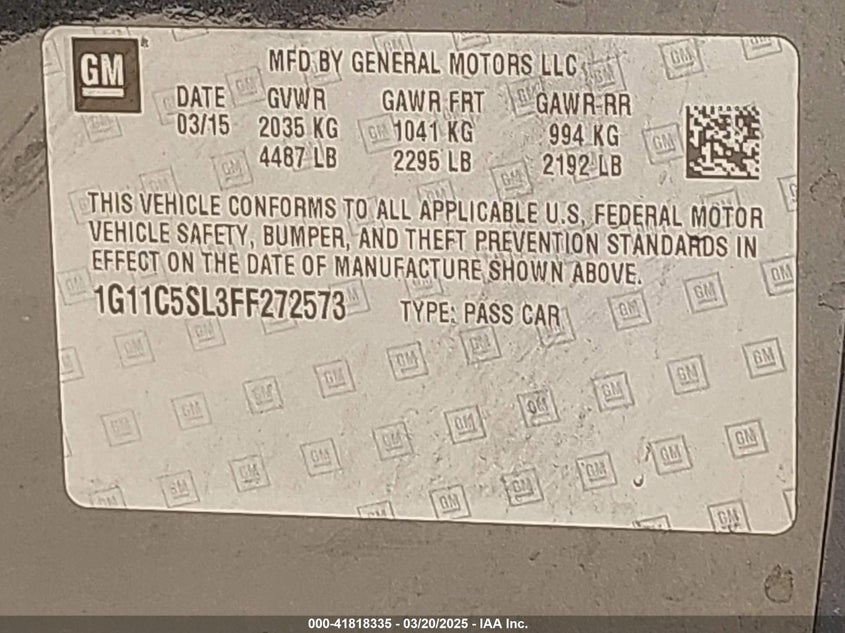 GM
MFD BY GENERAL MOTORS LLC
DATE GVWR GAWR FRT GAWR RR
03/15 2035 KG 1041 KG 994 KG
4487 LB 2295 LB 2192 LB
THIS VEHICLE CONFORMS TO ALL APPLICABLE U.S. FEDERAL MOTOR
VEHICLE SAFETY, BUMPER, AND THEFT PREVENTION STANDARDS IN
EFFECT ON THE DATE OF MANUFACTURE SHOWN ABOVE.
1G11C5SL3FF272573 TYPE: PASS CAR
000-41818335 - 03/20/2025 - IAA Inc.